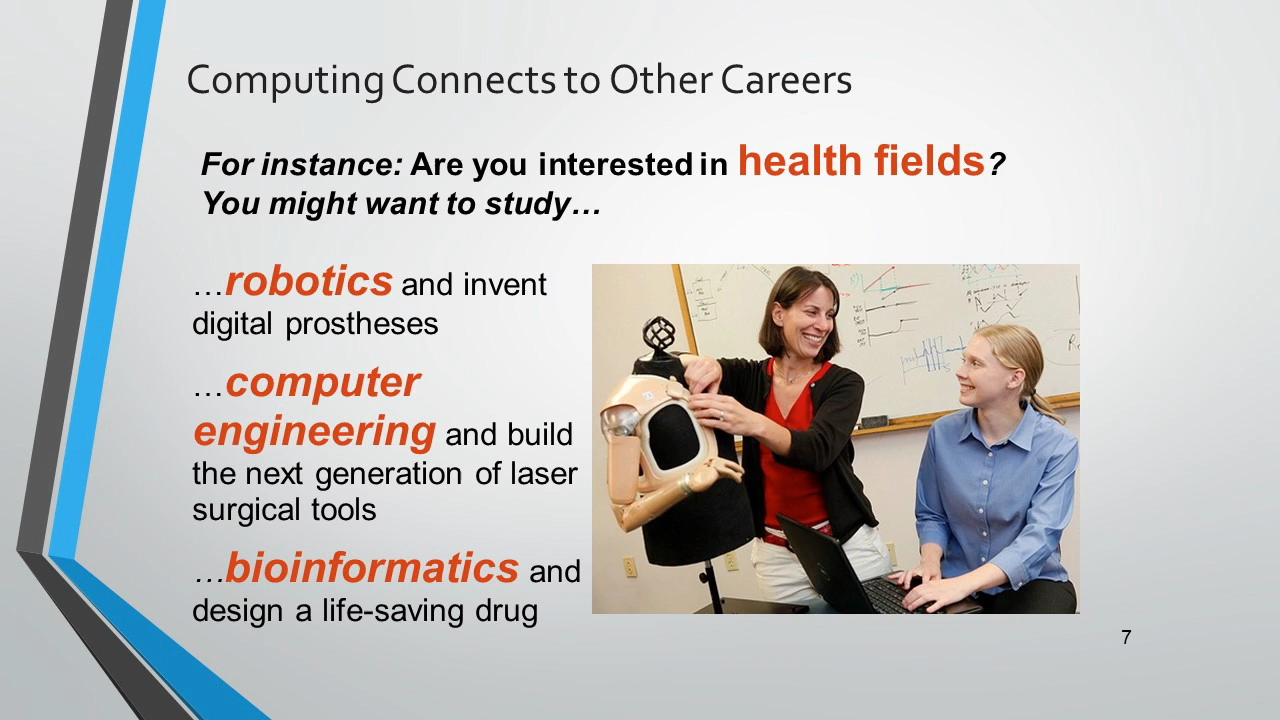 Computing Connects to Other Careers
For instance: Are you interested in health fields?
You might want to study…
…robotics and invent
digital prostheses
…computer
engineering and build
the next generation of laser
surgical tools
…bioinformatics and
design a life-saving drug
7